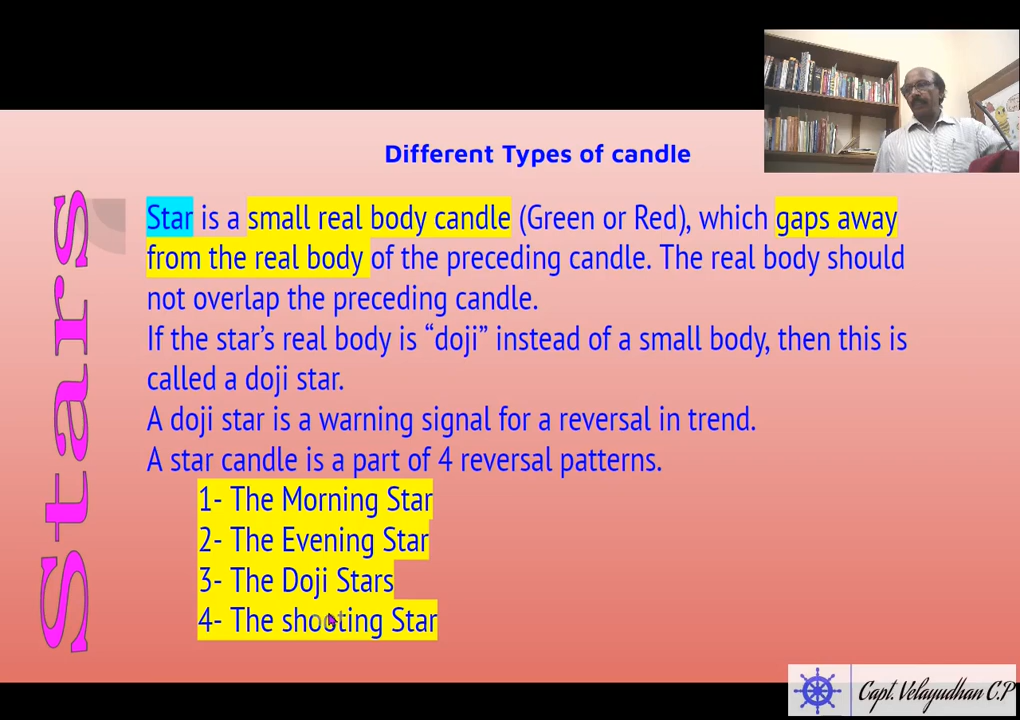 Different Types of candle
Stars
Star is a small real body candle (Green or Red), which gaps away
from the real body of the preceding candle. The real body should
not overlap the preceding candle.
If the star’s real body is “doji” instead of a small body, then this is
called a doji star.
A doji star is a warning signal for a reversal in trend.
A star candle is a part of 4 reversal patterns.
1- The Morning Star
2- The Evening Star
3- The Doji Stars
4- The shooting Star
Capt. Velayudhan C.P